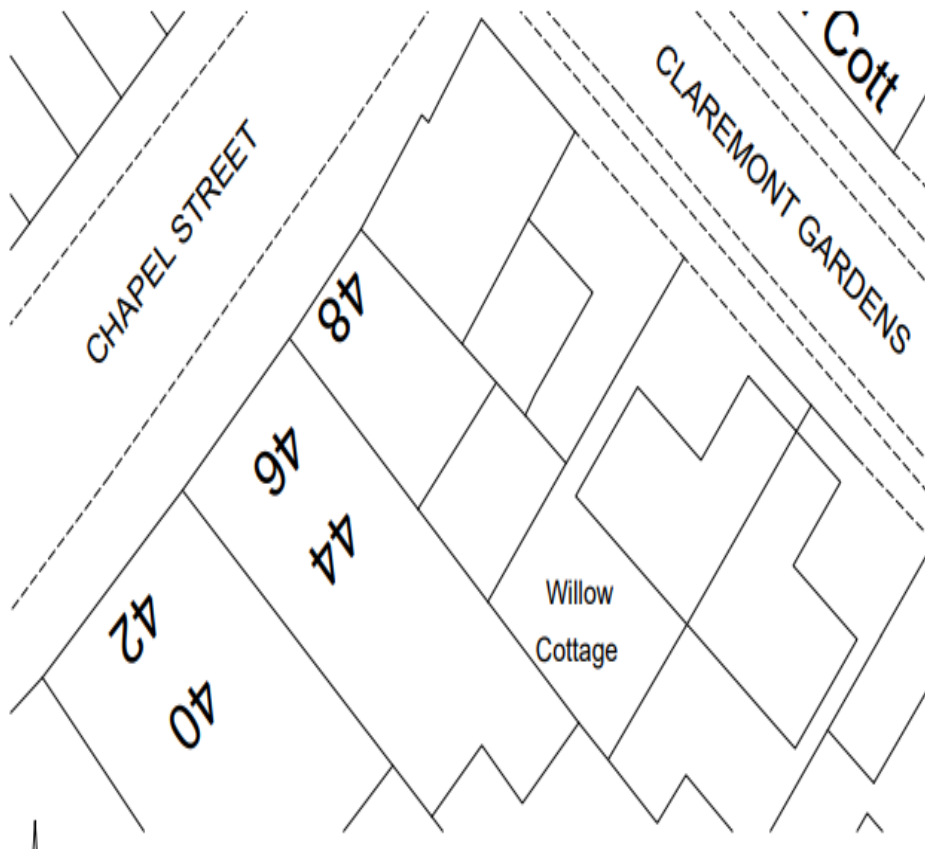 Cott
CLAREMONT GARDENS
CHAPEL STREET
48
46
44
42
40
Willow
Cottage